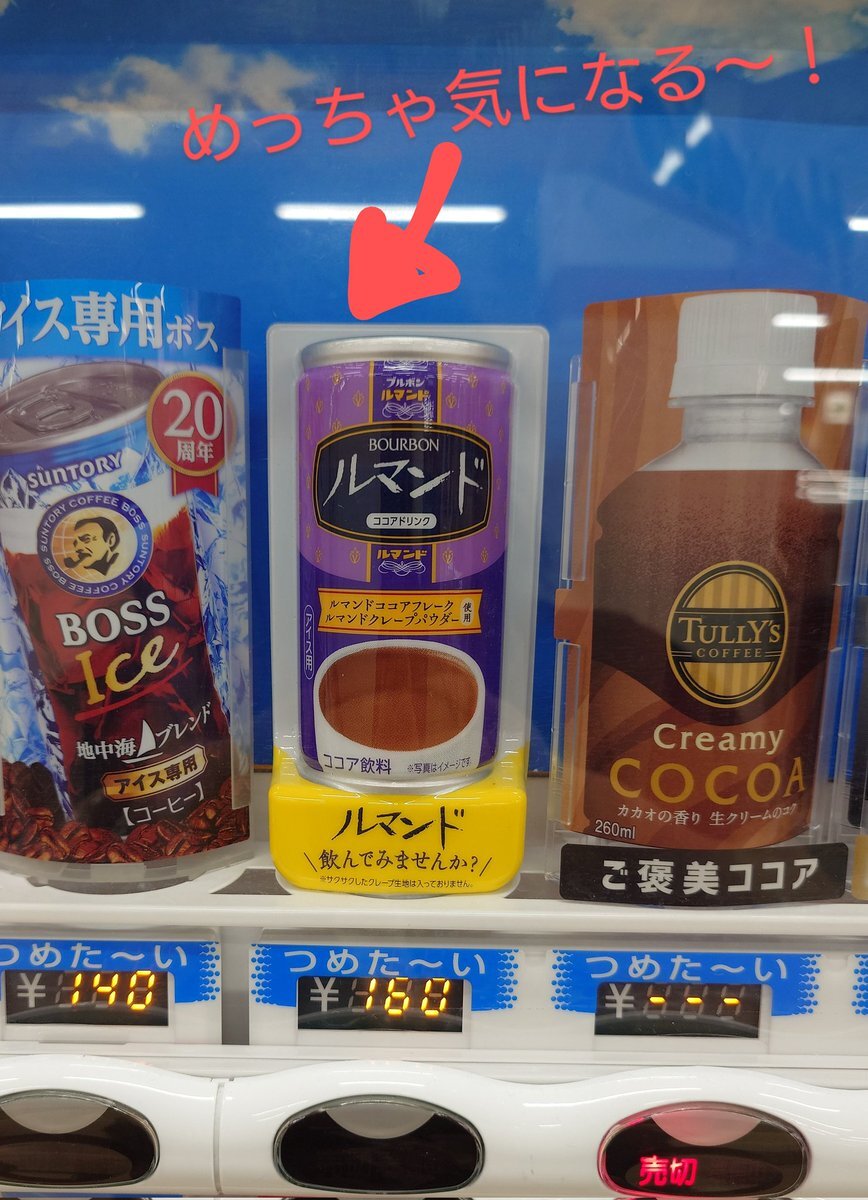 めっちゃ気になる～！
アイス専用ボス
20
周年
SUNTORY
SUNTORY COFFEE BOSS
BOSS
Ice
地中海ブレンド
アイス専用
【コーヒー】
ブルボン
ルマンド
BOURBON
ルマンド
ココアドリンク
ルマンド
ルマンドココアフレーク
ルマンドクレープパウダー
使用
アイス用
ココア飲料
※写真はイメージです。
ルマンド
\飲んでみませんか?/
※サクサクしたクレープ生地は入っておりません。
TULLY'S
COFFEE
Creamy
COCOA
カカオの香り 生クリームのコク
260ml
ご褒美ココア
つめた～い
¥140
つめた～い
¥160
つめた～い
¥---
売切